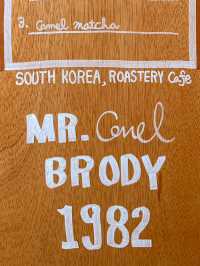 3. Camel matcha
SOUTH KOREA, ROASTERY Cafe
MR. Camel
BRODY
1982